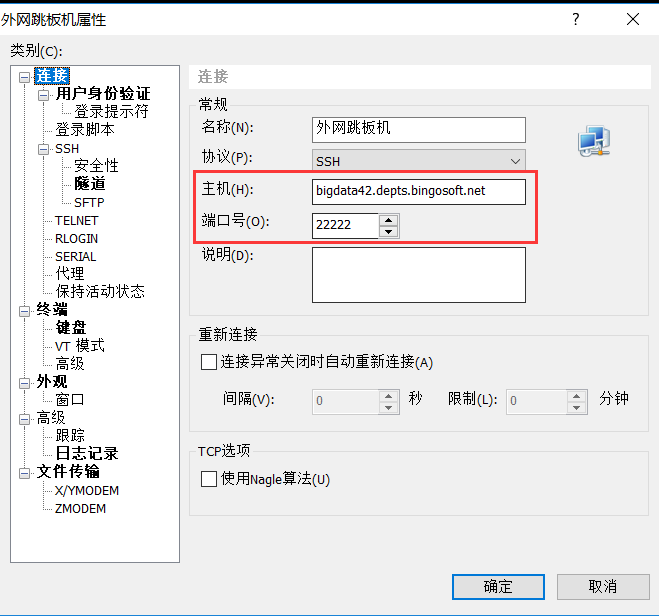 外网跳板机属性
类别(C):
连接
用户身份验证
登录提示符
登录脚本
SSH
安全性
隧道
SFTP
TELNET
RLOGIN
SERIAL
代理
保持活动状态
终端
键盘
VT 模式
高级
外观
窗口
高级
跟踪
日志记录
文件传输
X/YMODEM
ZMODEM
连接
常规
名称(N):
外网跳板机
协议(P):
SSH
主机(H):
bigdata42.depts.bingosoft.net
端口号(O):
22222
说明(D):
重新连接
连接异常关闭时自动重新连接(A)
间隔(V): 0 秒 限制(L): 0 分钟
TCP选项
使用Nagle算法(U)
确定 取消